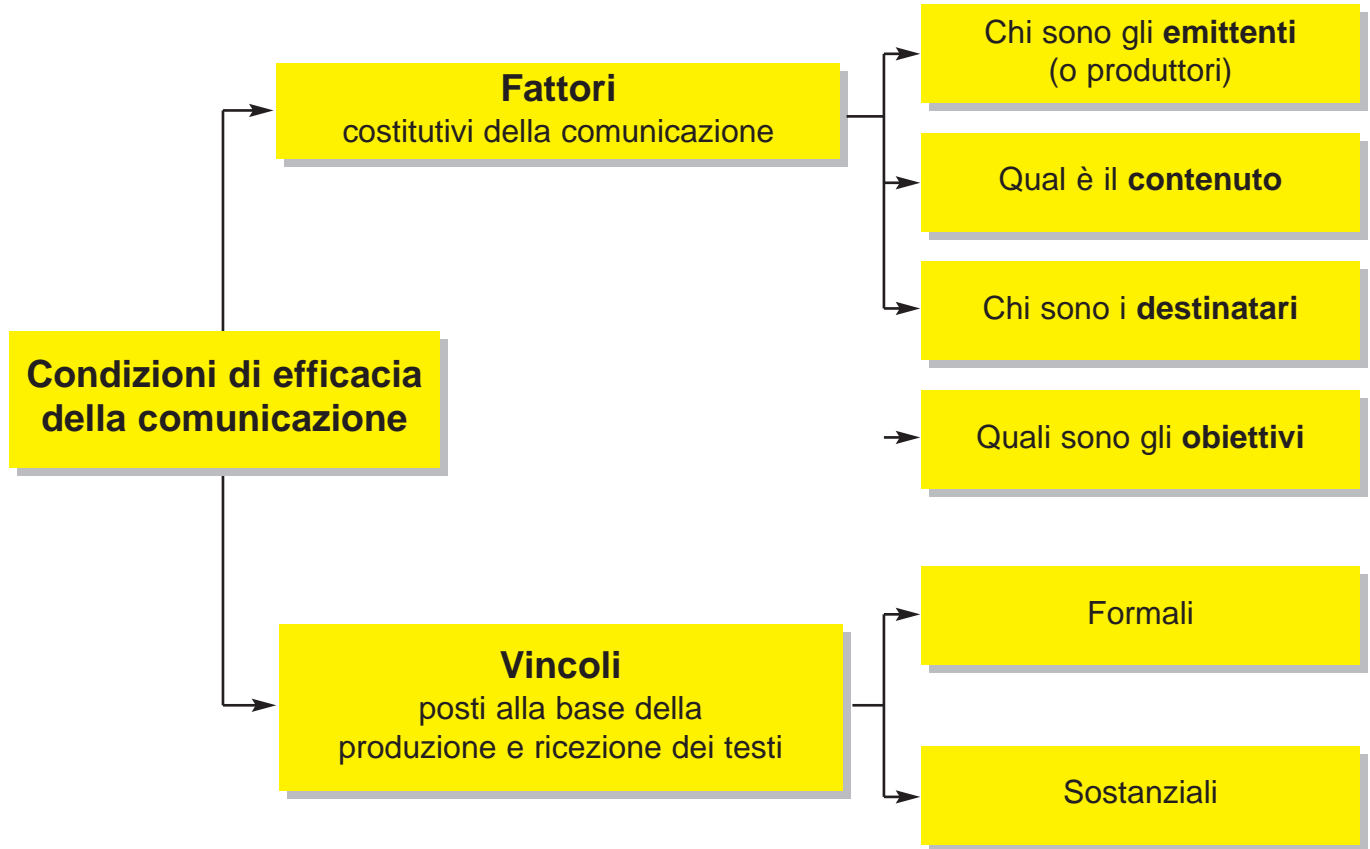 Condizioni di efficacia
della comunicazione
Fattori
costitutivi della comunicazione
Chi sono gli emittenti
(o produttori)
Qual è il contenuto
Chi sono i destinatari
Quali sono gli obiettivi
Vincoli
posti alla base della
produzione e ricezione dei testi
Formali
Sostanziali